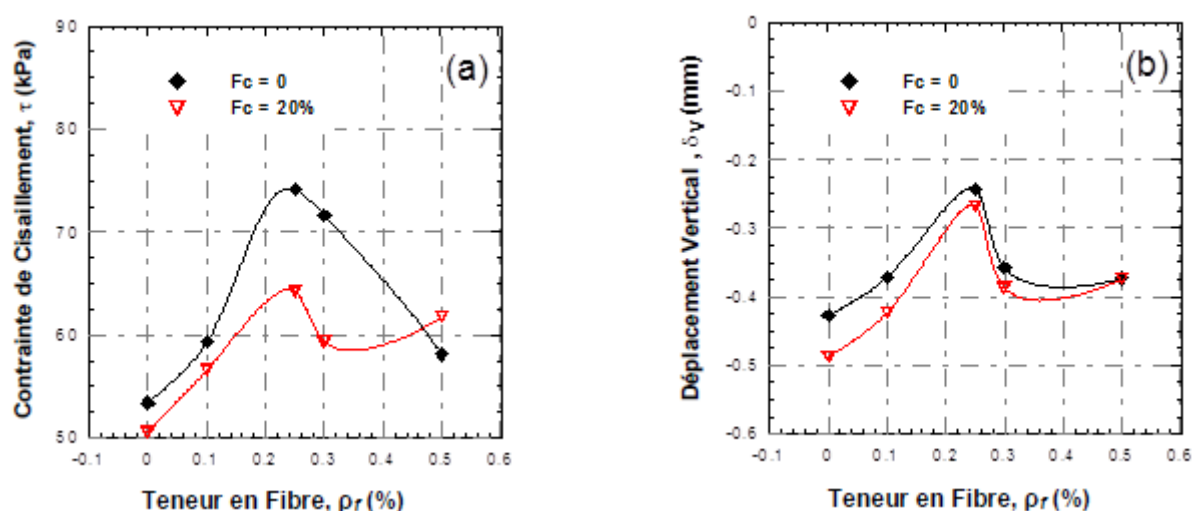 (a)
Contrainte de Cisaillement, τ (kPa)
90
80
70
60
50
Fc = 0
Fc = 20%
-0.1 0 0.1 0.2 0.3 0.4 0.5 0.6
Teneur en Fibre, ρf (%)
(b)
Déplacement Vertical , δv (mm)
0
-0.1
-0.2
-0.3
-0.4
-0.5
-0.6
Fc = 0
Fc = 20%
-0.1 0 0.1 0.2 0.3 0.4 0.5 0.6
Teneur en Fibre, ρf (%)